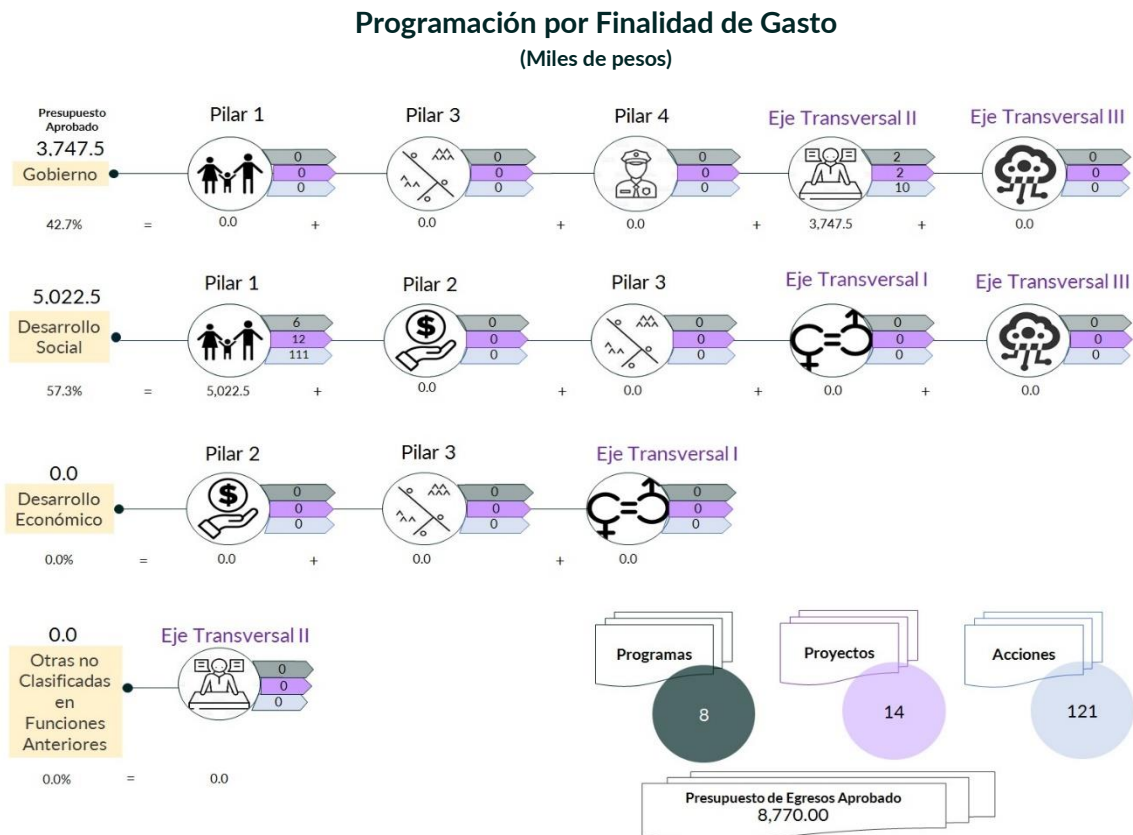 Programación por Finalidad de Gasto
(Miles de pesos)
Presupuesto
Aprobado
3,747.5
Gobierno
Pilar 1
0
0
0
Pilar 3
0
0
0
Pilar 4
0
0
0
Eje Transversal II
2
2
10
Eje Transversal III
0
0
0
42.7% = 0.0 + 0.0 + 0.0 + 3,747.5 + 0.0
5,022.5
Desarrollo
Social
Pilar 1
6
12
111
Pilar 2
$
0
0
0
Pilar 3
0
0
0
Eje Transversal I
0
0
0
Eje Transversal III
0
0
0
57.3% = 5,022.5 + 0.0 + 0.0 + 0.0 + 0.0
0.0
Desarrollo
Económico
Pilar 2
$
0
0
0
Pilar 3
0
0
0
Eje Transversal I
0
0
0
0.0% = 0.0 + 0.0 + 0.0
0.0
Otras no
Clasificadas
en
Funciones
Anteriores
Eje Transversal II
0
0
0
0.0% = 0.0
Programas
8
Proyectos
14
Acciones
121
Presupuesto de Egresos Aprobado
8,770.00